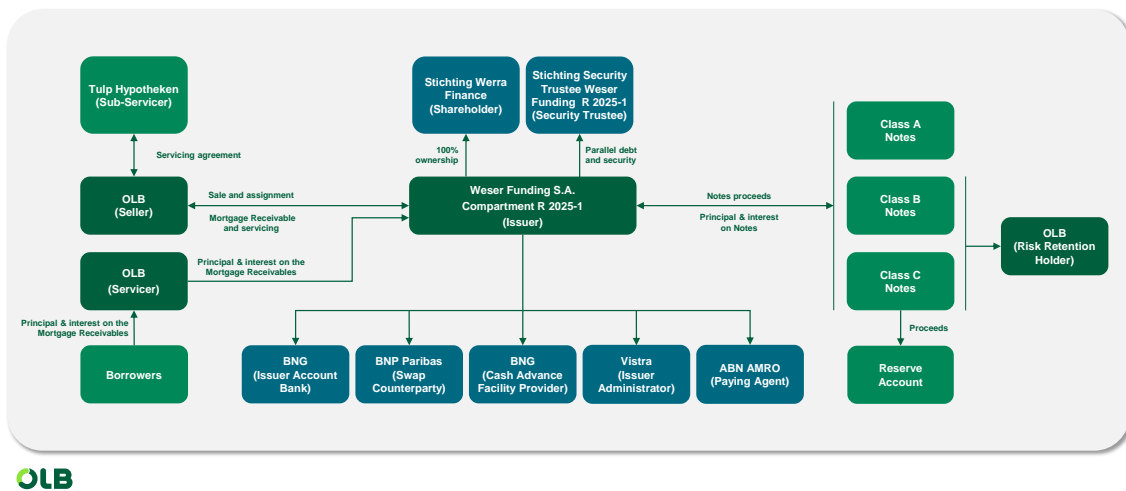 Tulp Hypotheken
(Sub-Servicer)
Stichting Werra
Finance
(Shareholder)
Stichting Security
Trustee Weser
Funding R 2025-1
(Security Trustee)
Class A
Notes
Servicing agreement
100%
ownership
Parallel debt
and security
OLB
(Seller)
Sale and assignment
Mortgage Receivable
and servicing
Weser Funding S.A.
Compartment R 2025-1
(Issuer)
Notes proceeds
Principal & interest
on Notes
Class B
Notes
OLB
(Risk Retention
Holder)
OLB
(Servicer)
Principal & interest on the
Mortgage Receivables
Class C
Notes
Principal & interest on the
Mortgage Receivables
Proceeds
Borrowers
BNG
(Issuer Account
Bank)
BNP Paribas
(Swap
Counterparty)
BNG
(Cash Advance
Facility Provider)
Vistra
(Issuer
Administrator)
ABN AMRO
(Paying Agent)
Reserve
Account
OLB